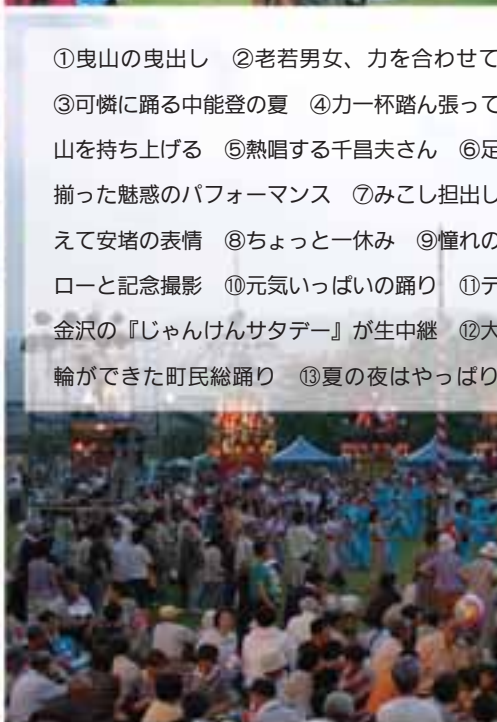 ①曳山の曳出し　②老若男女、力を合わせて
③可憐に踊る中能登の夏　④力一杯踏ん張って
山を持ち上げる　⑤熱唱する千昌夫さん　⑥足
揃った魅惑のパフォーマンス　⑦みこし担出し
えて安堵の表情　⑧ちょっと一休み　⑨憧れの
ローと記念撮影　⑩元気いっぱいの踊り　⑪テ
金沢の『じゃんけんサタデー』が生中継　⑫大
輪ができた町民総踊り　⑬夏の夜はやっぱり